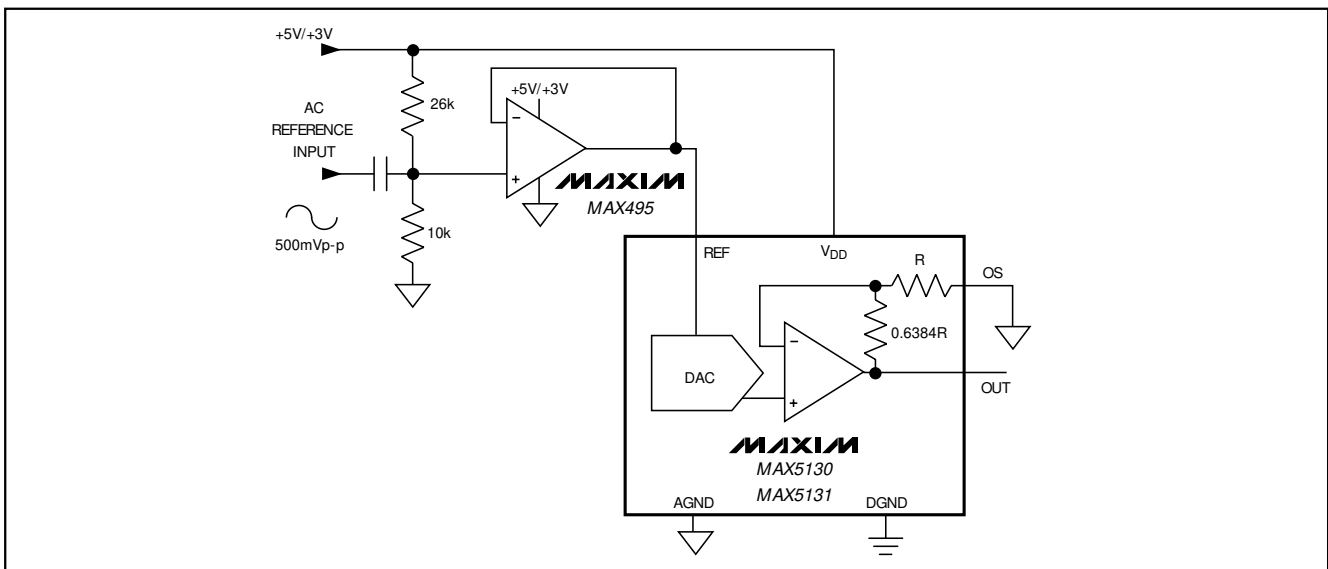 +5V/+3V
26k
+5V/+3V
AC
REFERENCE
INPUT
−
+
MAXIM
MAX495
10k
500mVp-p
REF
VDD
R
OS
0.6384R
−
DAC
+
OUT
MAXIM
MAX5130
MAX5131
AGND
DGND